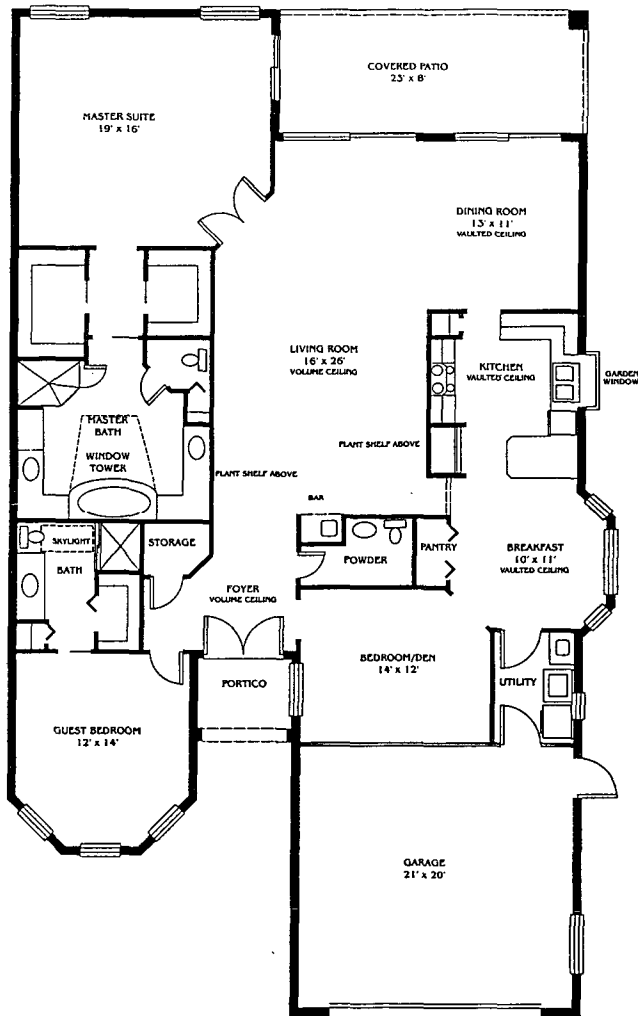 COVERED PATIO
23' x 8'
MASTER SUITE
19' x 16'
DINING ROOM
13' x 11'
VAULTED CEILING
LIVING ROOM
16' x 26'
VOLUME CEILING
KITCHEN
VAULTED CEILING
GARDEN
WINDOW
MASTER
BATH
WINDOW
TOWER
PLANT SHELF ABOVE
PLANT SHELF ABOVE
BAR
SKYLIGHT
STORAGE
BATH
POWDER
PANTRY
BREAKFAST
10' x 11'
VAULTED CEILING
FOYER
VOLUME CEILING
BEDROOM/DEN
14' x 12'
UTILITY
PORTICO
GUEST BEDROOM
12' x 14'
GARAGE
21' x 20'